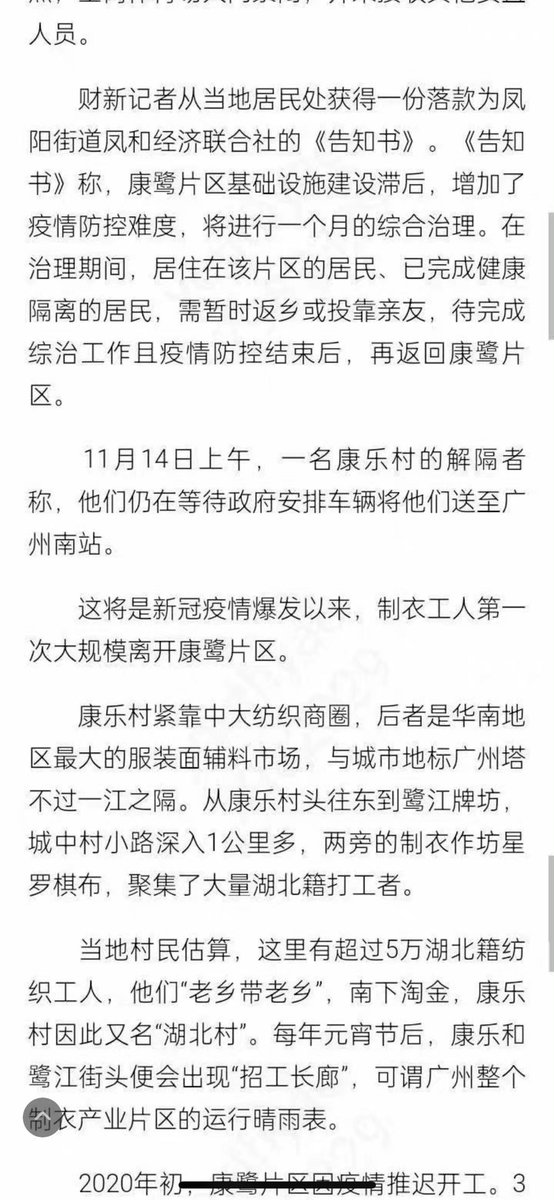 人员。
财新记者从当地居民处获得一份落款为凤
阳街道凤和经济联合社的《告知书》。《告知
书》称，康鹭片区基础设施建设滞后，增加了
疫情防控难度，将进行一个月的综合治理。在
治理期间，居住在该片区的居民、已完成健康
隔离的居民，需暂时返乡或投靠亲友，待完成
综治工作且疫情防控结束后，再返回康鹭片
区。
11月14日上午，一名康乐村的解隔者
称，他们仍在等待政府安排车辆将他们送至广
州南站。
这将是新冠疫情爆发以来，制衣工人第一
次大规模离开康鹭片区。
康乐村紧靠中大纺织商圈，后者是华南地
区最大的服装面辅料市场，与城市地标广州塔
不过一江之隔。从康乐村头往东到鹭江牌坊，
城中村小路深入1公里多，两旁的制衣作坊星
罗棋布，聚集了大量湖北籍打工者。
当地村民估算，这里有超过5万湖北籍纺
织工人，他们“老乡带老乡”，南下淘金，康乐
村因此又名“湖北村”。每年元宵节后，康乐和
鹭江街头便会出现“招工长廊”，可谓广州整个
制衣产业片区的运行晴雨表。
2020年初，康鹭片区因疫情推迟开工。3